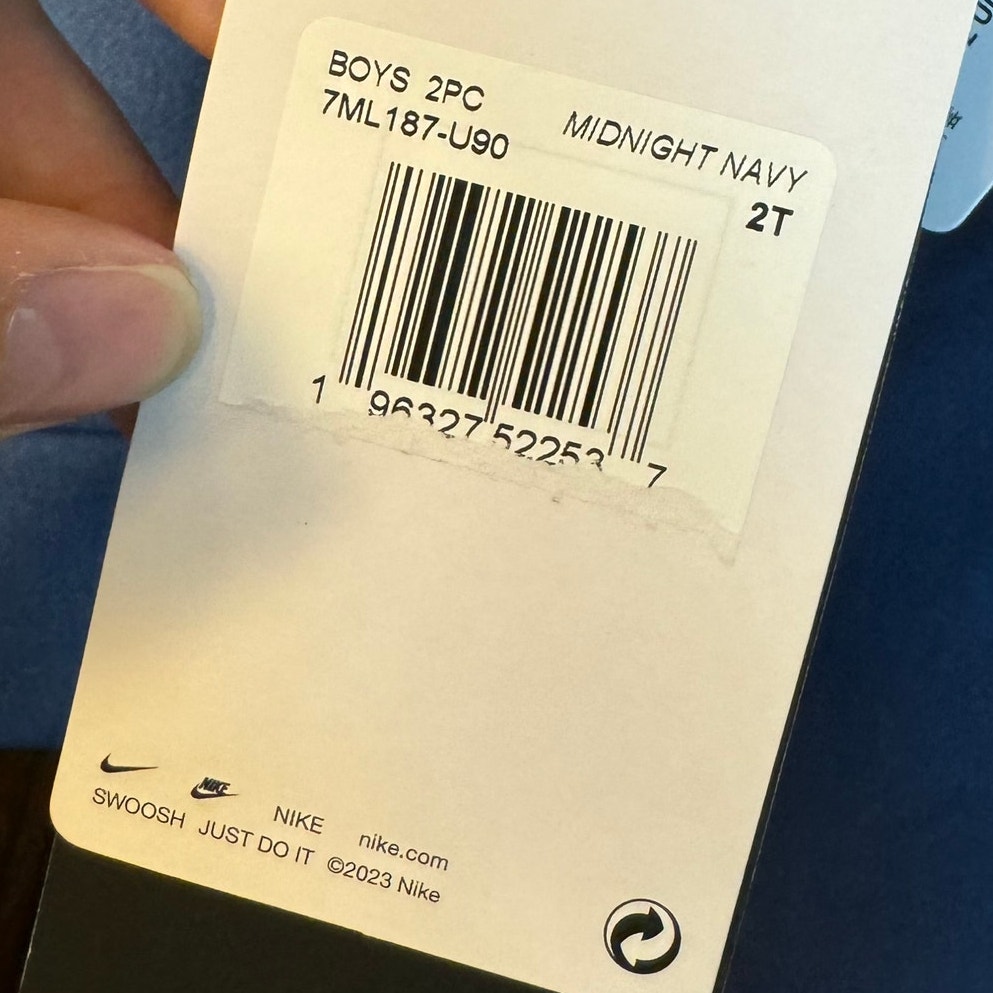 BOYS 2PC
7ML187-U90
MIDNIGHT NAVY
2T
1 96327 52253 7
NIKE
NIKE nike.com
SWOOSH JUST DO IT ©2023 Nike